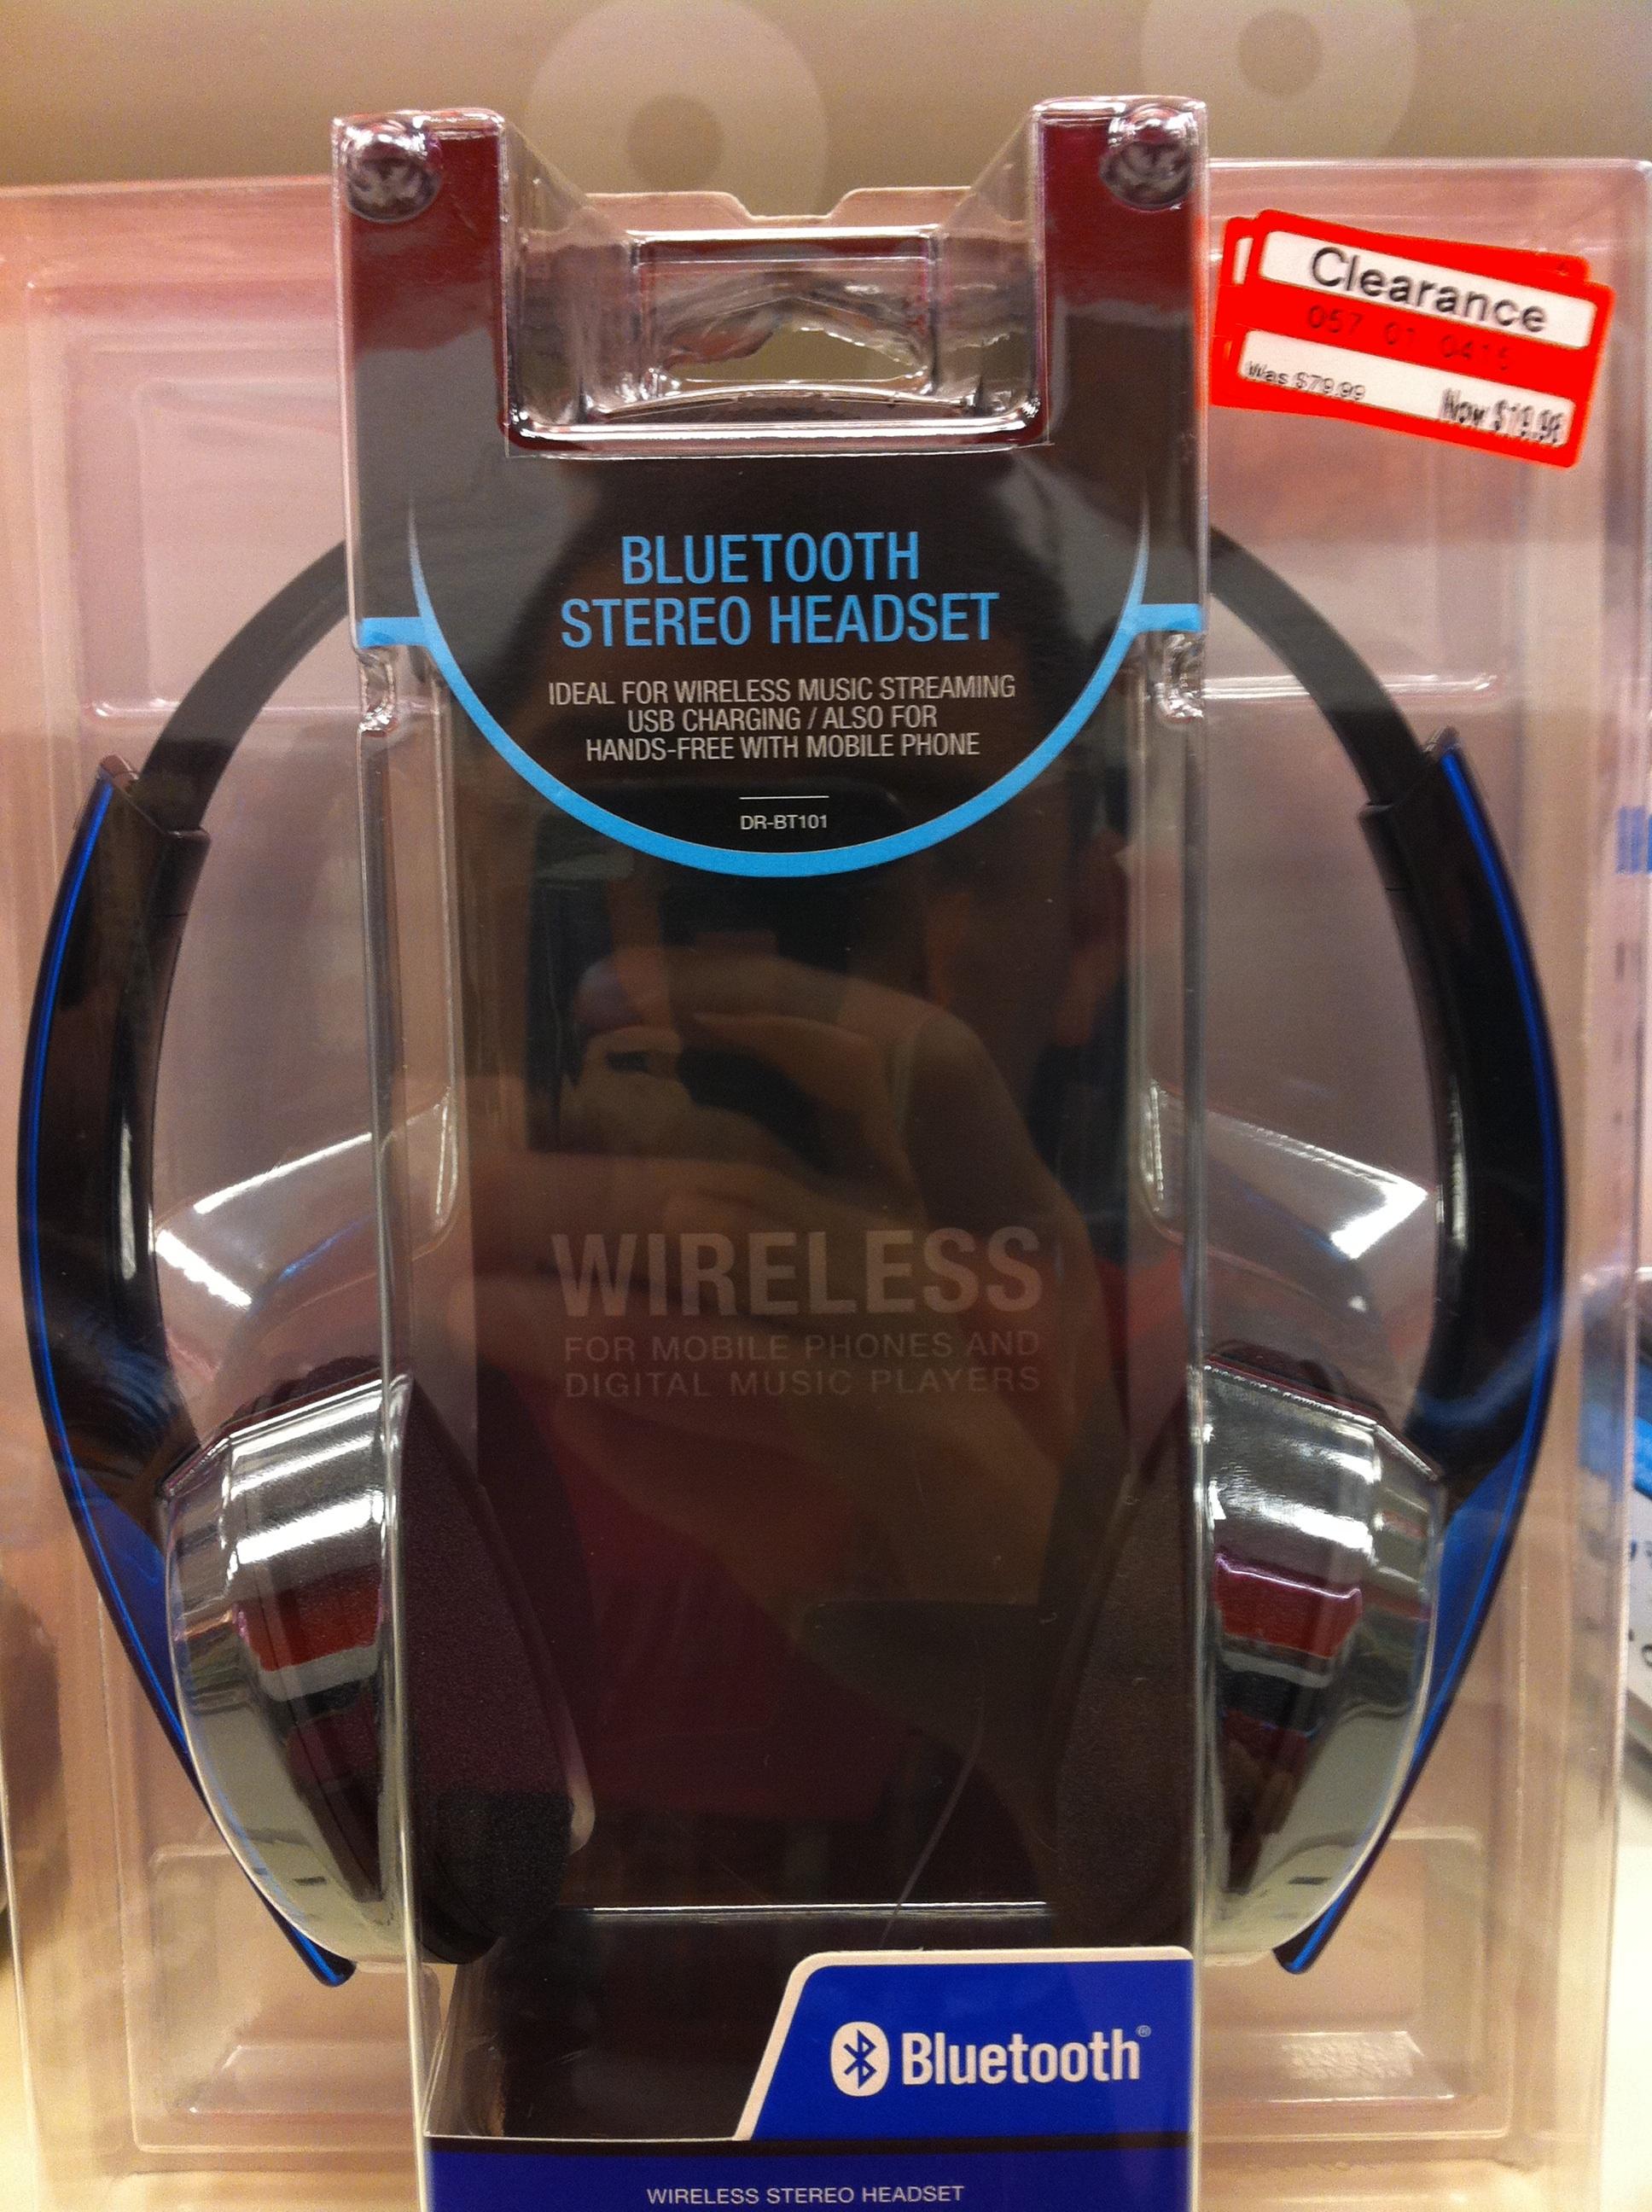 Clearance
057 01 0415
Was $79.99 Now $19.98
BLUETOOTH
STEREO HEADSET
IDEAL FOR WIRELESS MUSIC STREAMING
USB CHARGING / ALSO FOR
HANDS-FREE WITH MOBILE PHONE
DR-BT101
WIRELESS
FOR MOBILE PHONES AND
DIGITAL MUSIC PLAYERS
Bluetooth®
WIRELESS STEREO HEADSET